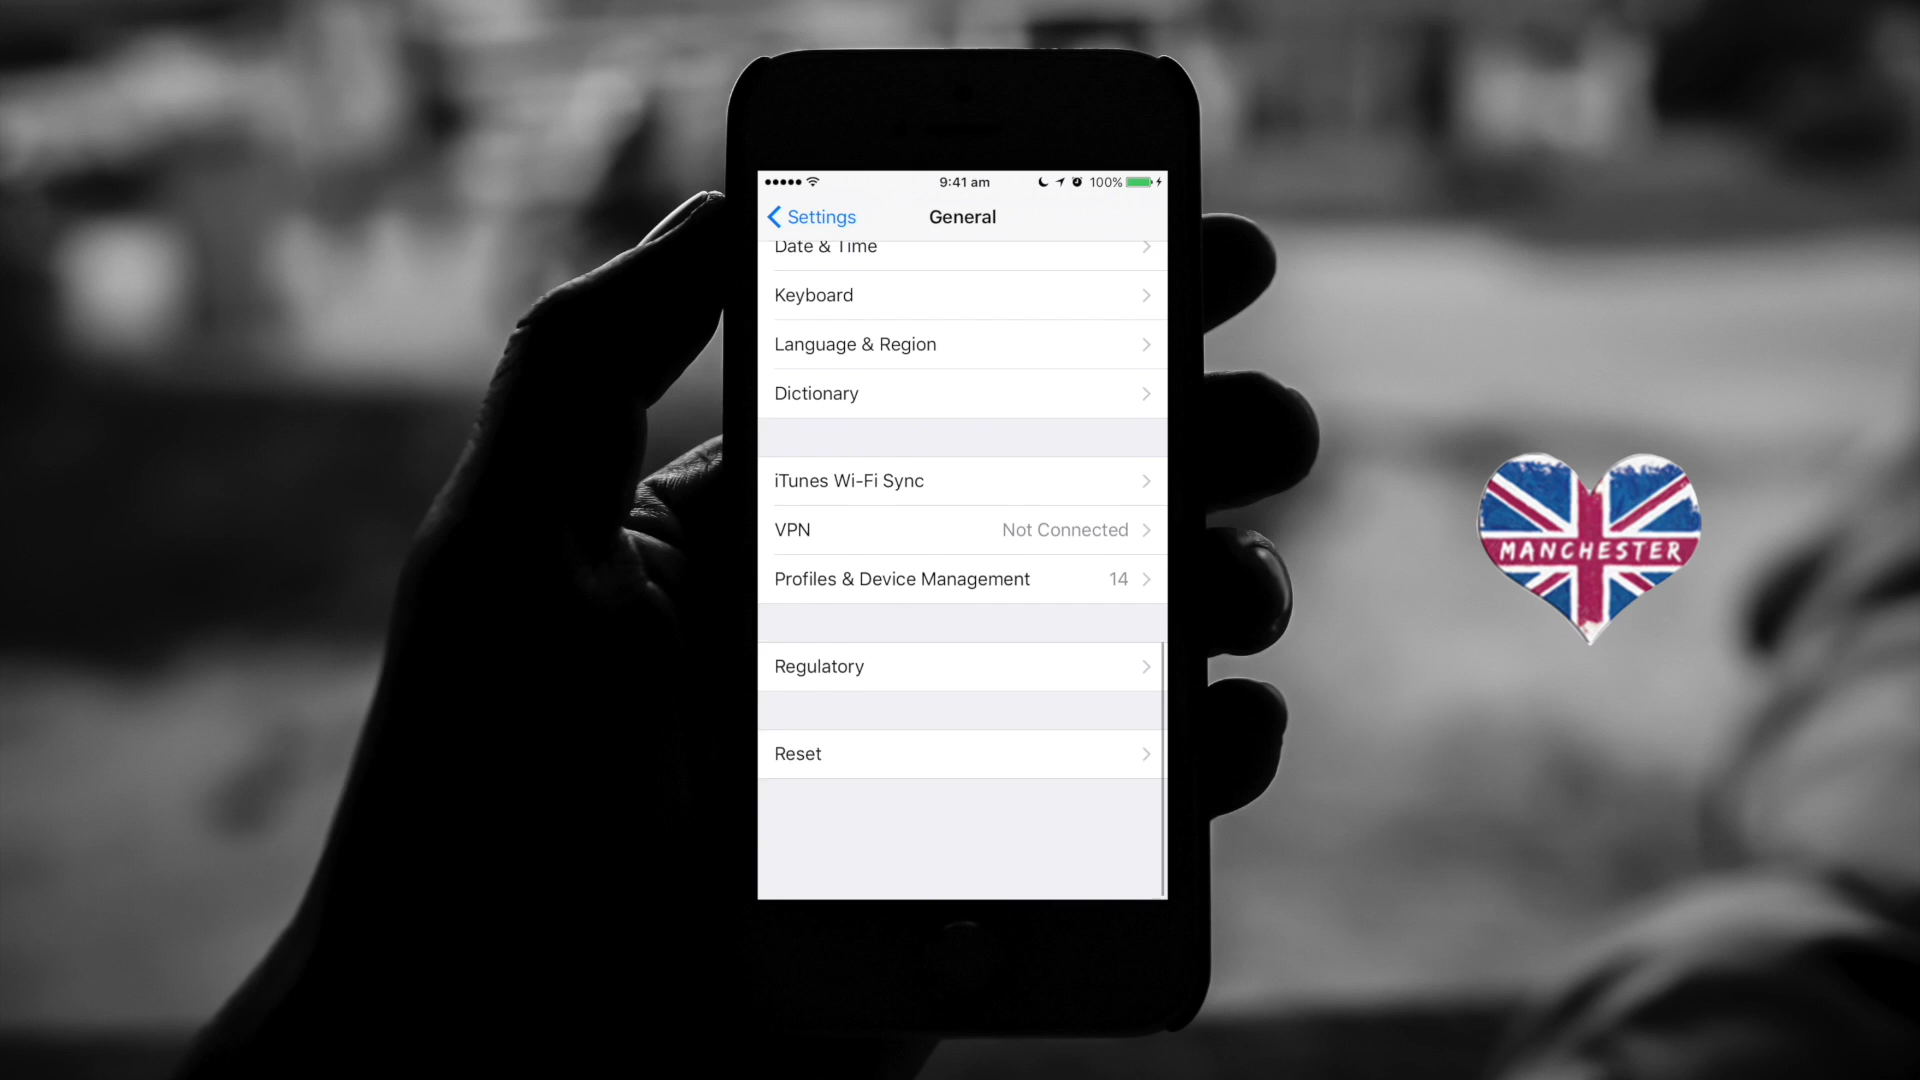 9:41 am
100%
Settings
General
Date & Time
Keyboard
Language & Region
Dictionary
iTunes Wi-Fi Sync
VPN
Not Connected
Profiles & Device Management
14
Regulatory
Reset
MANCHESTER